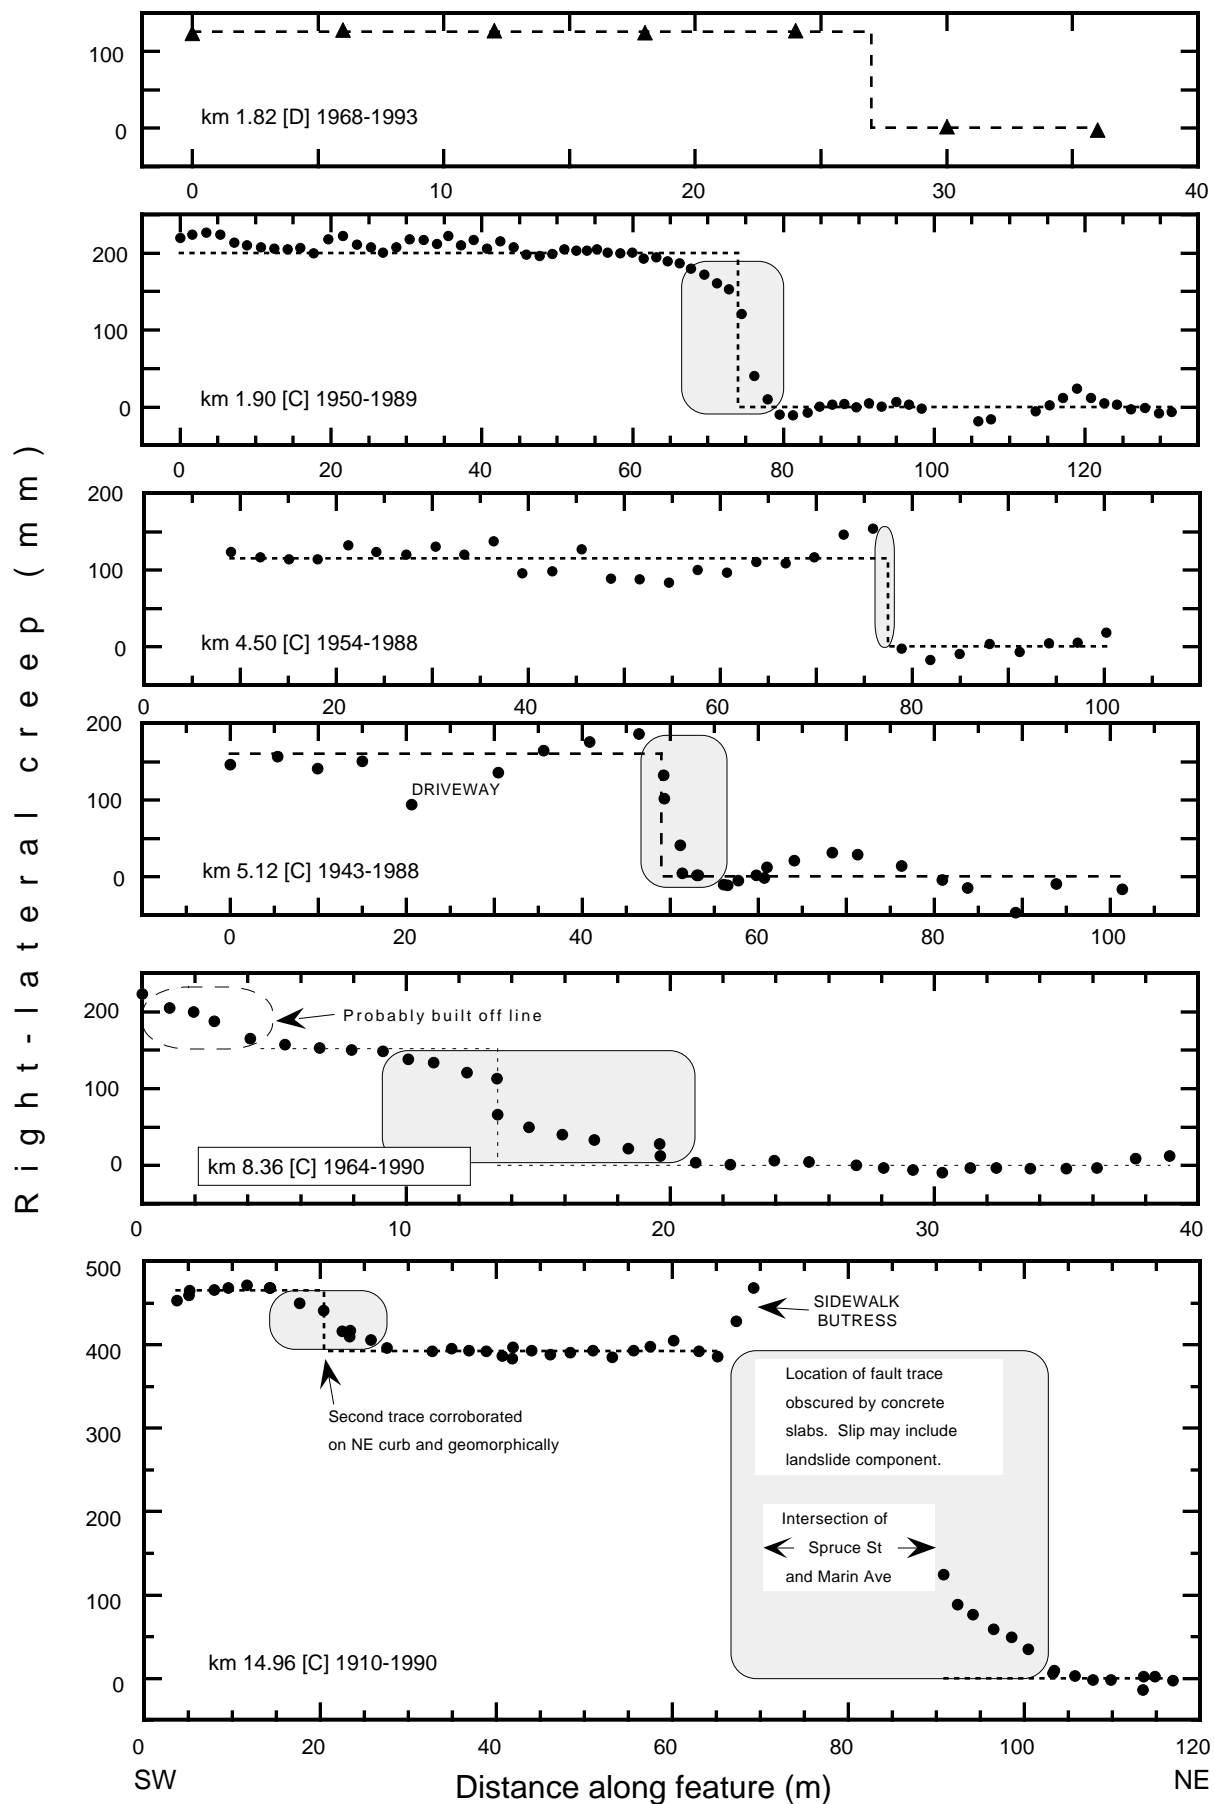 Right-lateral creep (mm)
100
0
km 1.82 [D] 1968-1993
0 10 20 30 40
200
100
0
km 1.90 [C] 1950-1989
0 20 40 60 80 100 120
200
100
0
km 4.50 [C] 1954-1988
0 20 40 60 80 100
200
100
0
DRIVEWAY
km 5.12 [C] 1943-1988
0 20 40 60 80 100
200
100
0
Probably built off line
km 8.36 [C] 1964-1990
0 10 20 30 40
500
400
300
200
100
0
SIDEWALK
BUTRESS
Second trace corroborated
on NE curb and geomorphically
Location of fault trace
obscured by concrete
slabs. Slip may include
landslide component.
Intersection of
Spruce St
and Marin Ave
km 14.96 [C] 1910-1990
0 20 40 60 80 100 120
SW Distance along feature (m) NE